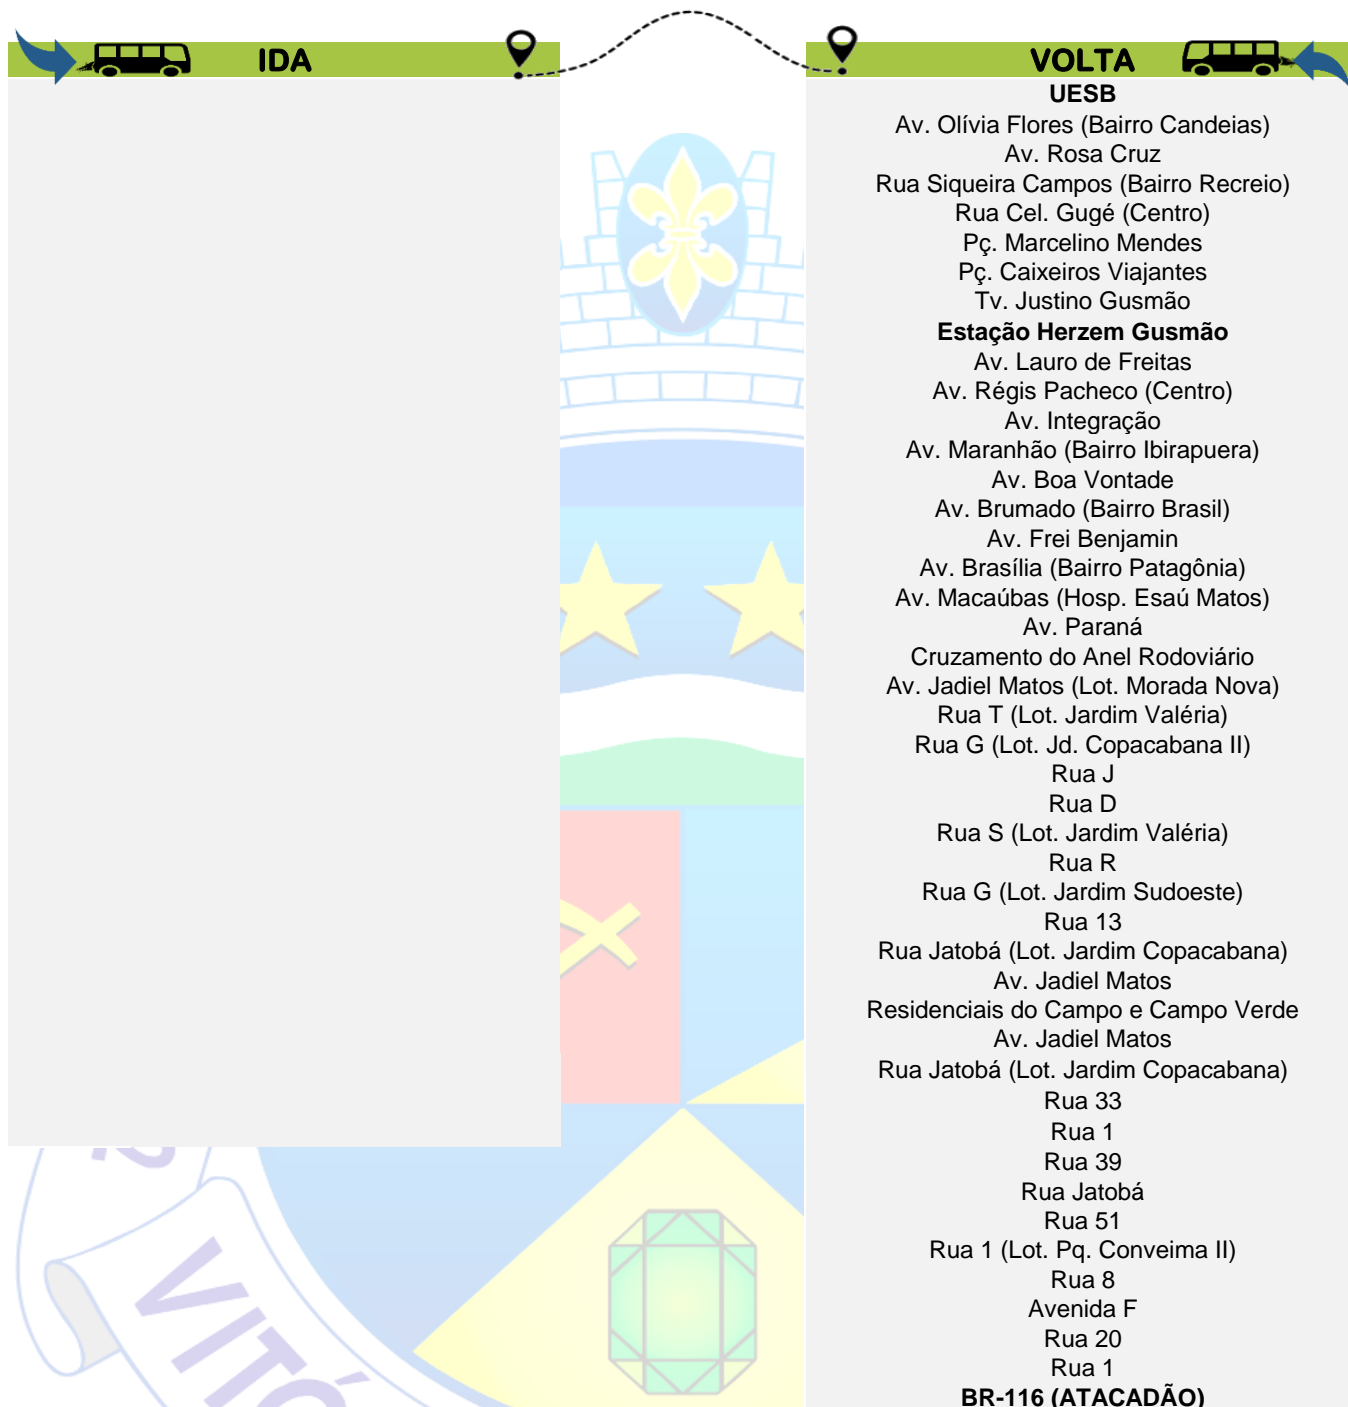 IDA
VOLTA
UESB
Av. Olívia Flores (Bairro Candeias)
Av. Rosa Cruz
Rua Siqueira Campos (Bairro Recreio)
Rua Cel. Gugé (Centro)
Pç. Marcelino Mendes
Pç. Caixeiros Viajantes
Tv. Justino Gusmão
Estação Herzem Gusmão
Av. Lauro de Freitas
Av. Régis Pacheco (Centro)
Av. Integração
Av. Maranhão (Bairro Ibirapuera)
Av. Boa Vontade
Av. Brumado (Bairro Brasil)
Av. Frei Benjamin
Av. Brasília (Bairro Patagônia)
Av. Macaúbas (Hosp. Esaú Matos)
Av. Paraná
Cruzamento do Anel Rodoviário
Av. Jadiel Matos (Lot. Morada Nova)
Rua T (Lot. Jardim Valéria)
Rua G (Lot. Jd. Copacabana II)
Rua J
Rua D
Rua S (Lot. Jardim Valéria)
Rua R
Rua G (Lot. Jardim Sudoeste)
Rua 13
Rua Jatobá (Lot. Jardim Copacabana)
Av. Jadiel Matos
Residenciais do Campo e Campo Verde
Av. Jadiel Matos
Rua Jatobá (Lot. Jardim Copacabana)
Rua 33
Rua 1
Rua 39
Rua Jatobá
Rua 51
Rua 1 (Lot. Pq. Conveima II)
Rua 8
Avenida F
Rua 20
Rua 1
BR-116 (ATACADÃO)
VITÓ